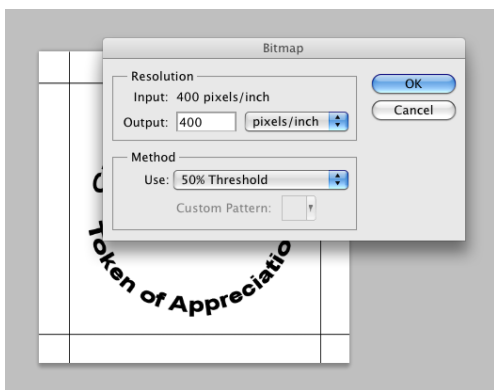 Bitmap
Resolution
Input: 400 pixels/inch
Output: 400 pixels/inch
Method
Use: 50% Threshold
Custom Pattern:
OK
Cancel
Token of Appreciatio